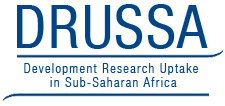 DRUSSA
Development Research Uptake
in Sub-Saharan Africa